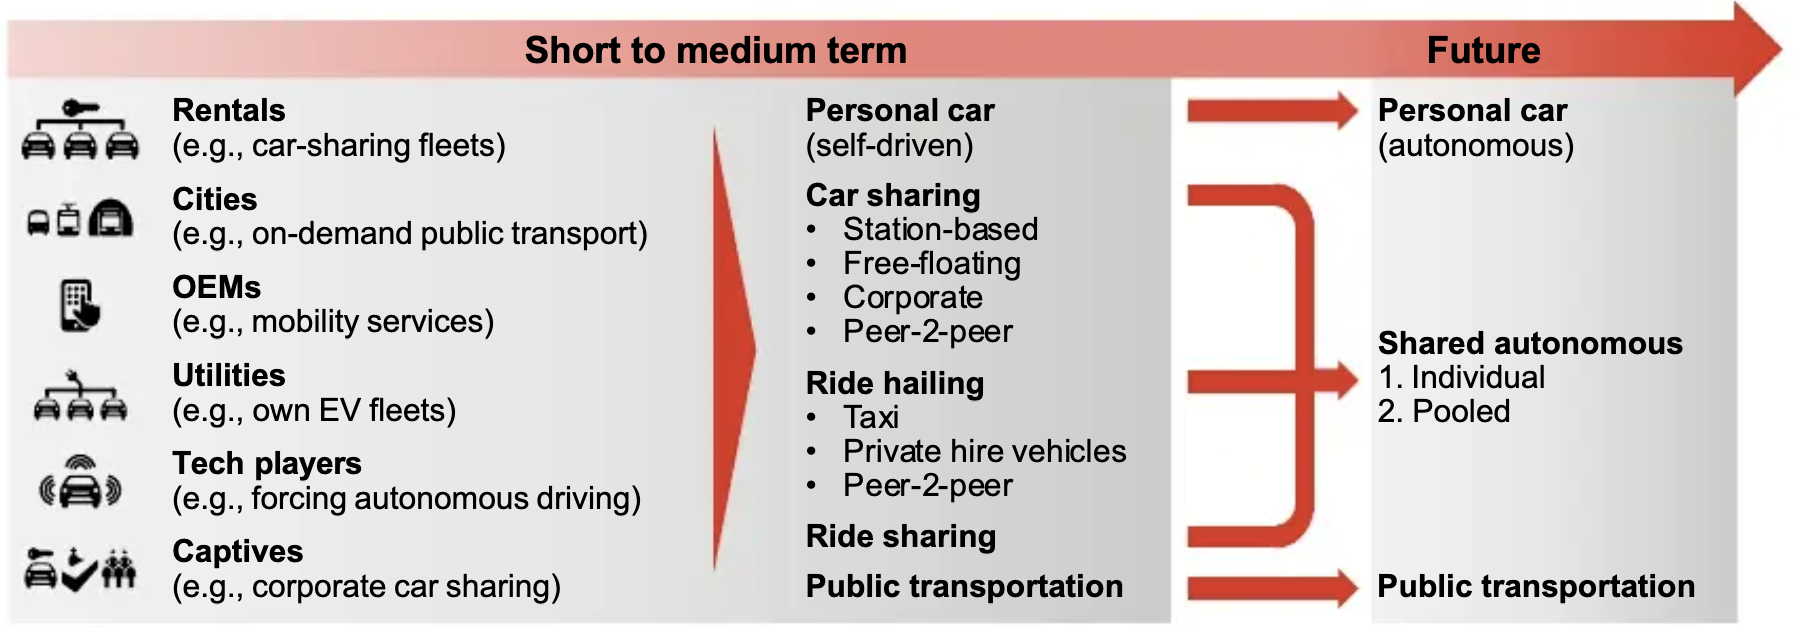 Short to medium term
Future
Rentals
(e.g., car-sharing fleets)
Cities
(e.g., on-demand public transport)
OEMs
(e.g., mobility services)
Utilities
(e.g., own EV fleets)
Tech players
(e.g., forcing autonomous driving)
Captives
(e.g., corporate car sharing)
Personal car
(self-driven)
Car sharing
• Station-based
• Free-floating
• Corporate
• Peer-2-peer
Ride hailing
• Taxi
• Private hire vehicles
• Peer-2-peer
Ride sharing
Public transportation
Personal car
(autonomous)
Shared autonomous
1. Individual
2. Pooled
Public transportation